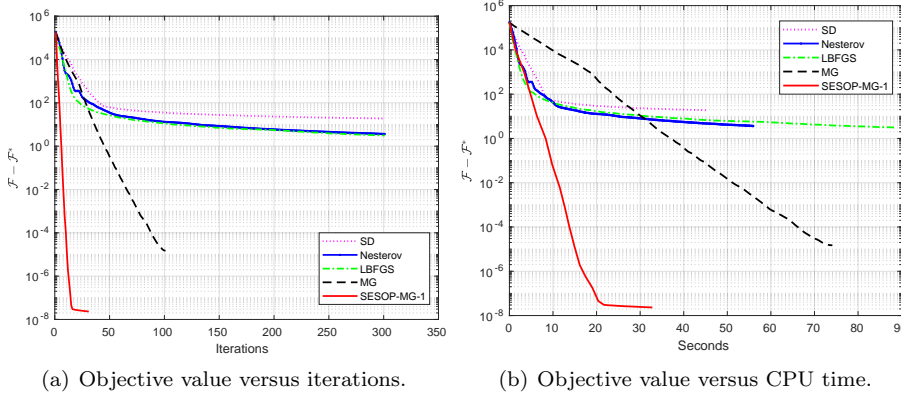 10^6
10^4
10^2
10^0
10^-2
10^-4
10^-6
10^-8
ℱ − ℱ*
0 50 100 150 200 250 300 350
Iterations
SD
Nesterov
LBFGS
MG
SESOP-MG-1
(a) Objective value versus iterations.
10^6
10^4
10^2
10^0
10^-2
10^-4
10^-6
10^-8
ℱ − ℱ*
0 10 20 30 40 50 60 70 80 90
Seconds
SD
Nesterov
LBFGS
MG
SESOP-MG-1
(b) Objective value versus CPU time.